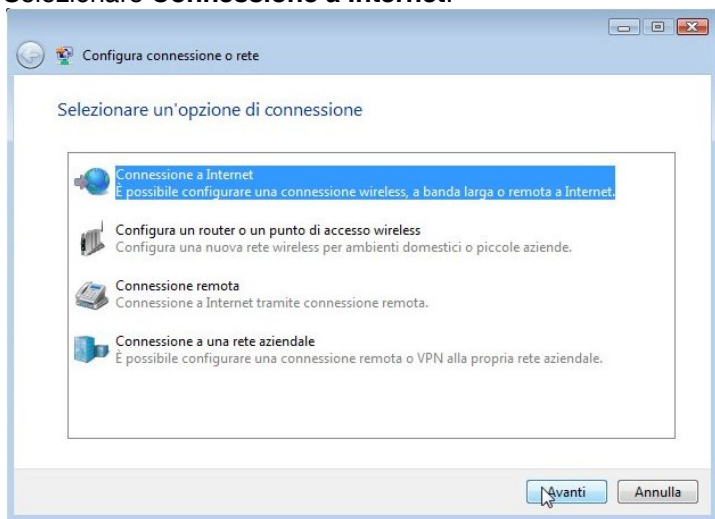 Selezionare Connessione a Internet.
Configura connessione o rete
Selezionare un'opzione di connessione
Connessione a Internet
È possibile configurare una connessione wireless, a banda larga o remota a Internet.
Configura un router o un punto di accesso wireless
Configura una nuova rete wireless per ambienti domestici o piccole aziende.
Connessione remota
Connessione a Internet tramite connessione remota.
Connessione a una rete aziendale
È possibile configurare una connessione remota o VPN alla propria rete aziendale.
Avanti Annulla